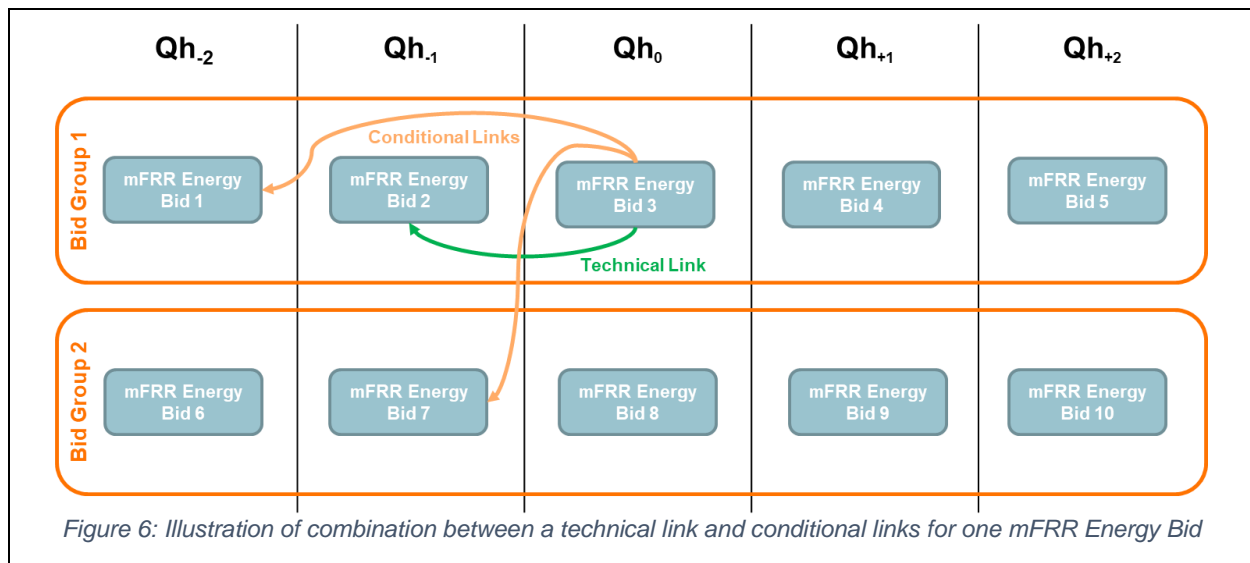 Qh-2 Qh-1 Qh0 Qh+1 Qh+2
Bid Group 1
Conditional Links
mFRR Energy
Bid 1
mFRR Energy
Bid 2
mFRR Energy
Bid 3
mFRR Energy
Bid 4
mFRR Energy
Bid 5
Technical Link
Bid Group 2
mFRR Energy
Bid 6
mFRR Energy
Bid 7
mFRR Energy
Bid 8
mFRR Energy
Bid 9
mFRR Energy
Bid 10
Figure 6: Illustration of combination between a technical link and conditional links for one mFRR Energy Bid